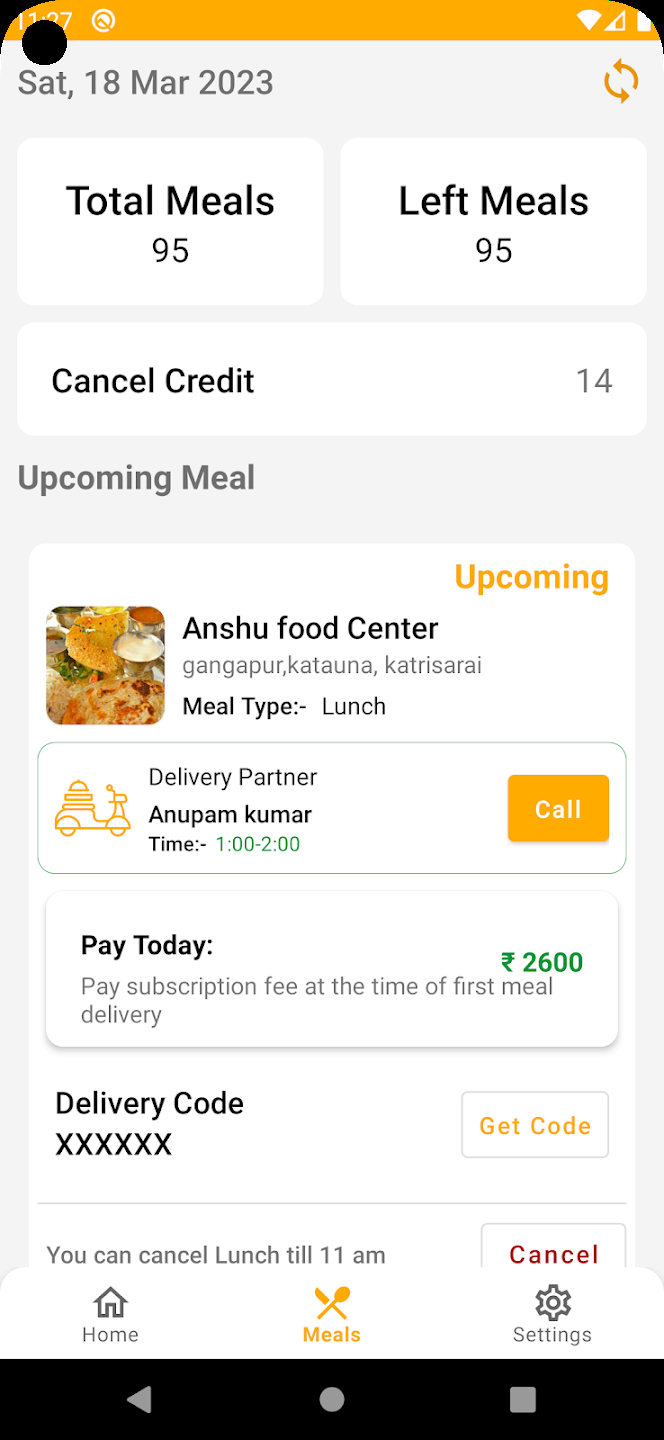 11:27
Sat, 18 Mar 2023
Total Meals
95
Left Meals
95
Cancel Credit
14
Upcoming Meal
Upcoming
Anshu food Center
gangapur,katauna, katrisarai
Meal Type:- Lunch
Delivery Partner
Anupam kumar
Time:- 1:00-2:00
Call
Pay Today:
₹ 2600
Pay subscription fee at the time of first meal
delivery
Delivery Code
XXXXXX
Get Code
You can cancel Lunch till 11 am
Cancel
Home
Meals
Settings